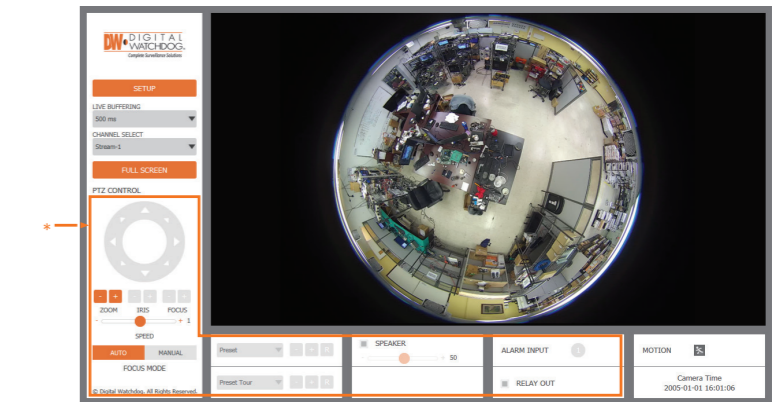 DW DIGITAL
WATCHDOG
Complete Surveillance Solutions
SETUP
LIVE BUFFERING
500 ms
CHANNEL SELECT
Stream-1
FULL SCREEN
PTZ CONTROL
*
- + - + - +
ZOOM IRIS FOCUS
- + 1
SPEED
AUTO MANUAL
FOCUS MODE
© Digital Watchdog. All Rights Reserved.
Preset
Preset Tour
SPEAKER
- + 50
ALARM INPUT 1
RELAY OUT
MOTION
Camera Time
2005-01-01 16:01:06